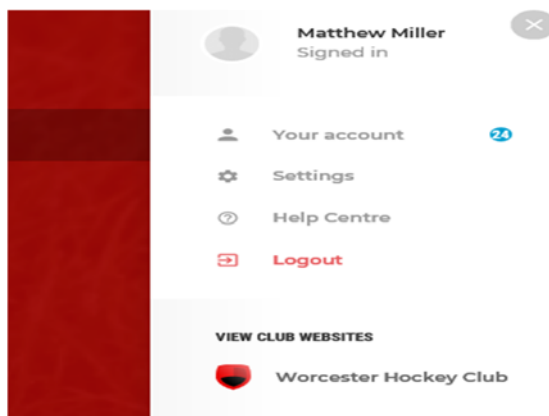 Matthew Miller
Signed in
Your account 24
Settings
Help Centre
Logout
VIEW CLUB WEBSITES
Worcester Hockey Club